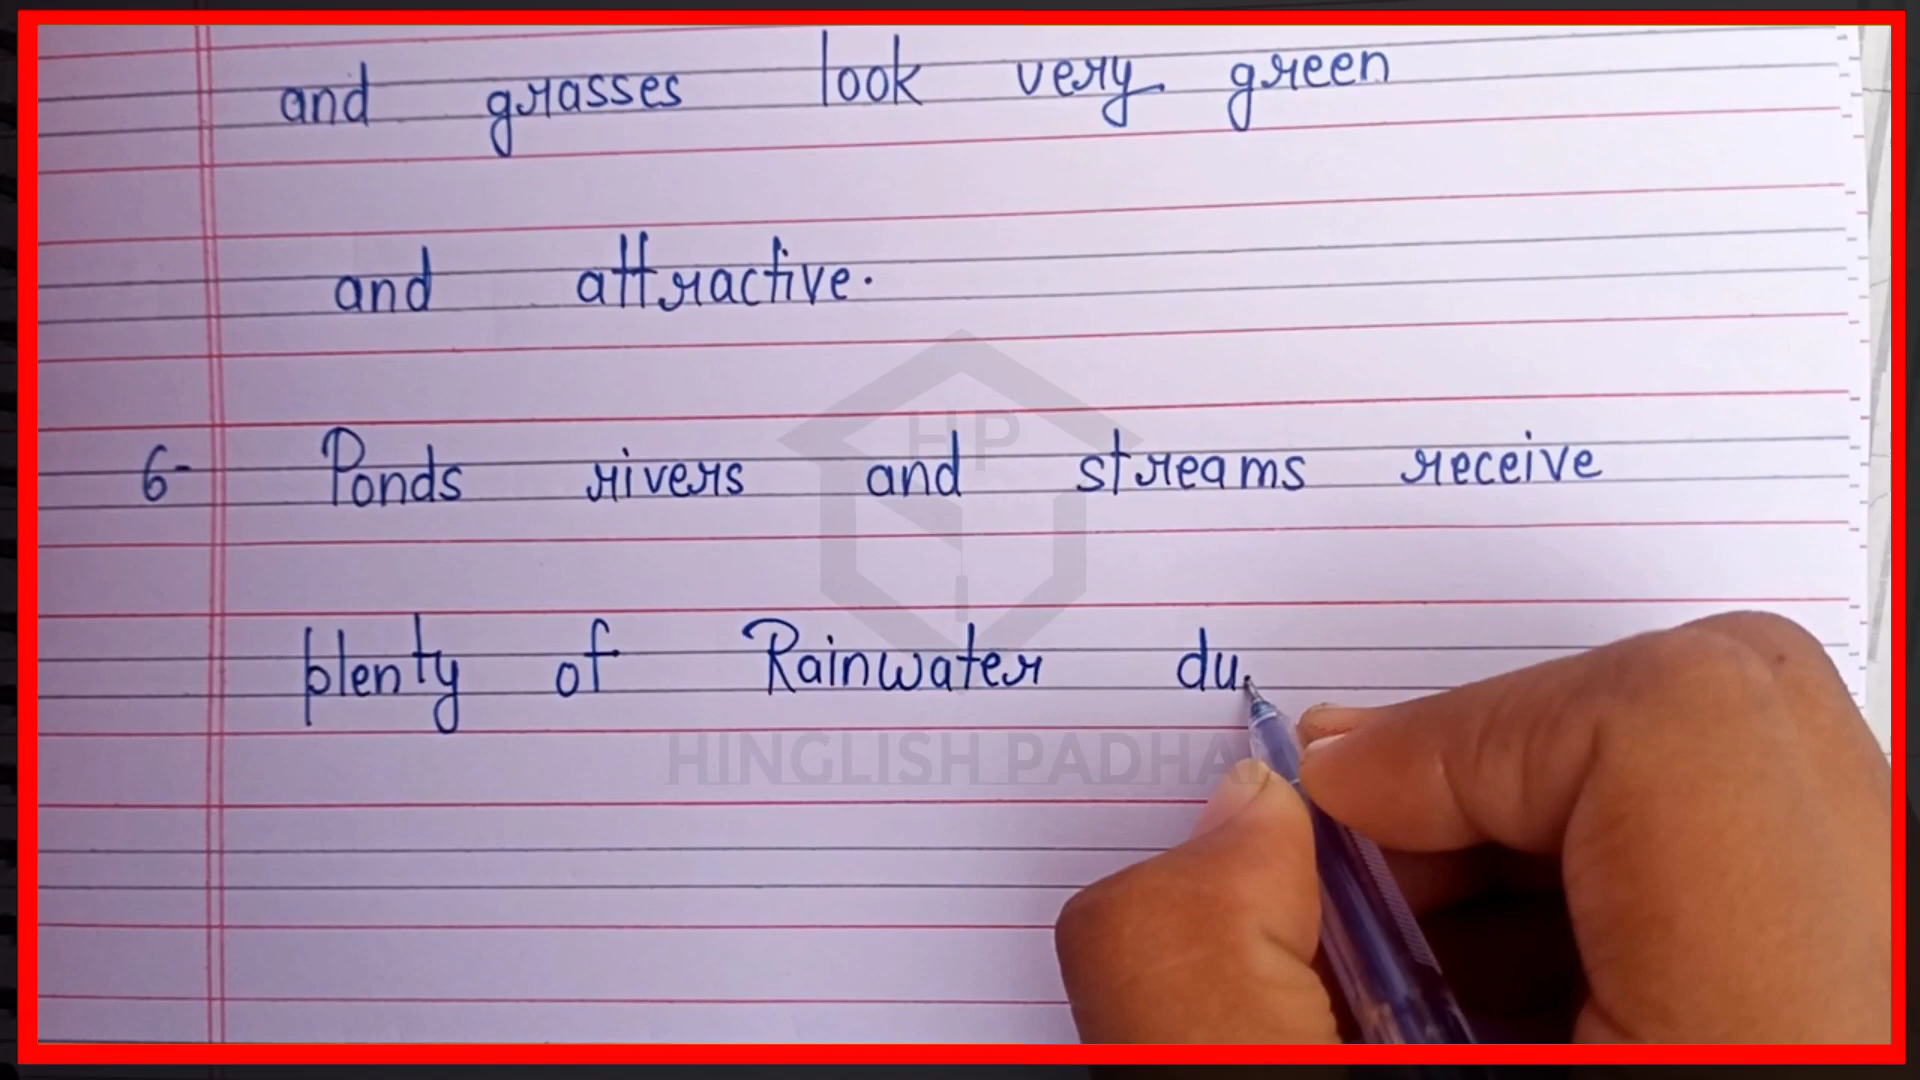 and grasses look very green
and attractive.
HP
6- Ponds rivers and streams receive
plenty of Rainwater du
HINGLISH PADHA